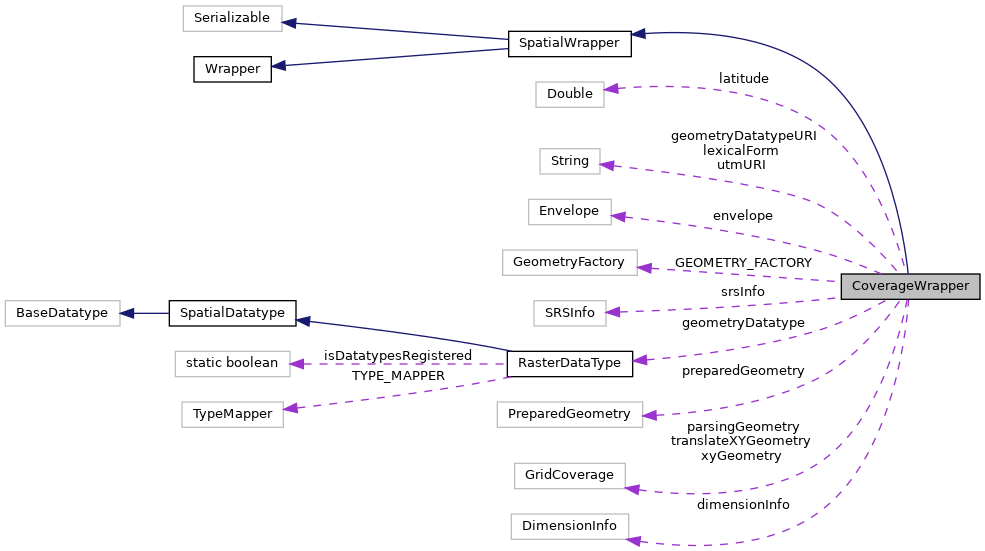 Serializable
SpatialWrapper
Wrapper
latitude
Double
geometryDatatypeURI
lexicalForm
utmURI
String
envelope
Envelope
GEOMETRY_FACTORY
GeometryFactory
CoverageWrapper
srsInfo
SRSInfo
BaseDatatype
SpatialDatatype
geometryDatatype
isDatatypesRegistered
static boolean
RasterDataType
TYPE_MAPPER
preparedGeometry
TypeMapper
PreparedGeometry
parsingGeometry
translateXYGeometry
xyGeometry
GridCoverage
dimensionInfo
DimensionInfo